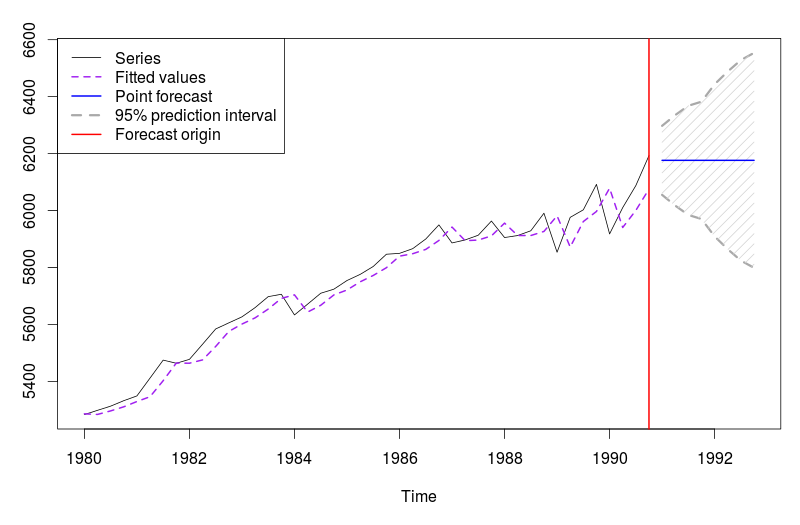 6600
6400
6200
6000
5800
5600
5400
Series
Fitted values
Point forecast
95% prediction interval
Forecast origin
1980 1982 1984 1986 1988 1990 1992
Time